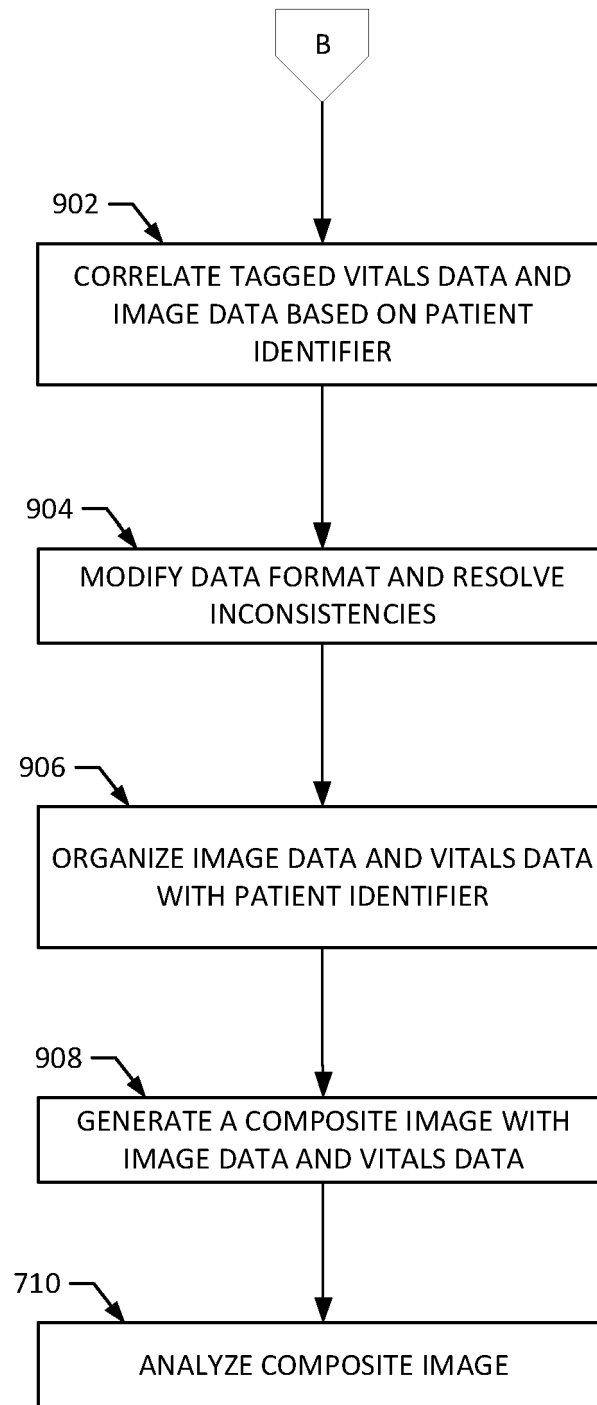 B
902
CORRELATE TAGGED VITALS DATA AND
IMAGE DATA BASED ON PATIENT
IDENTIFIER
904
MODIFY DATA FORMAT AND RESOLVE
INCONSISTENCIES
906
ORGANIZE IMAGE DATA AND VITALS DATA
WITH PATIENT IDENTIFIER
908
GENERATE A COMPOSITE IMAGE WITH
IMAGE DATA AND VITALS DATA
710
ANALYZE COMPOSITE IMAGE